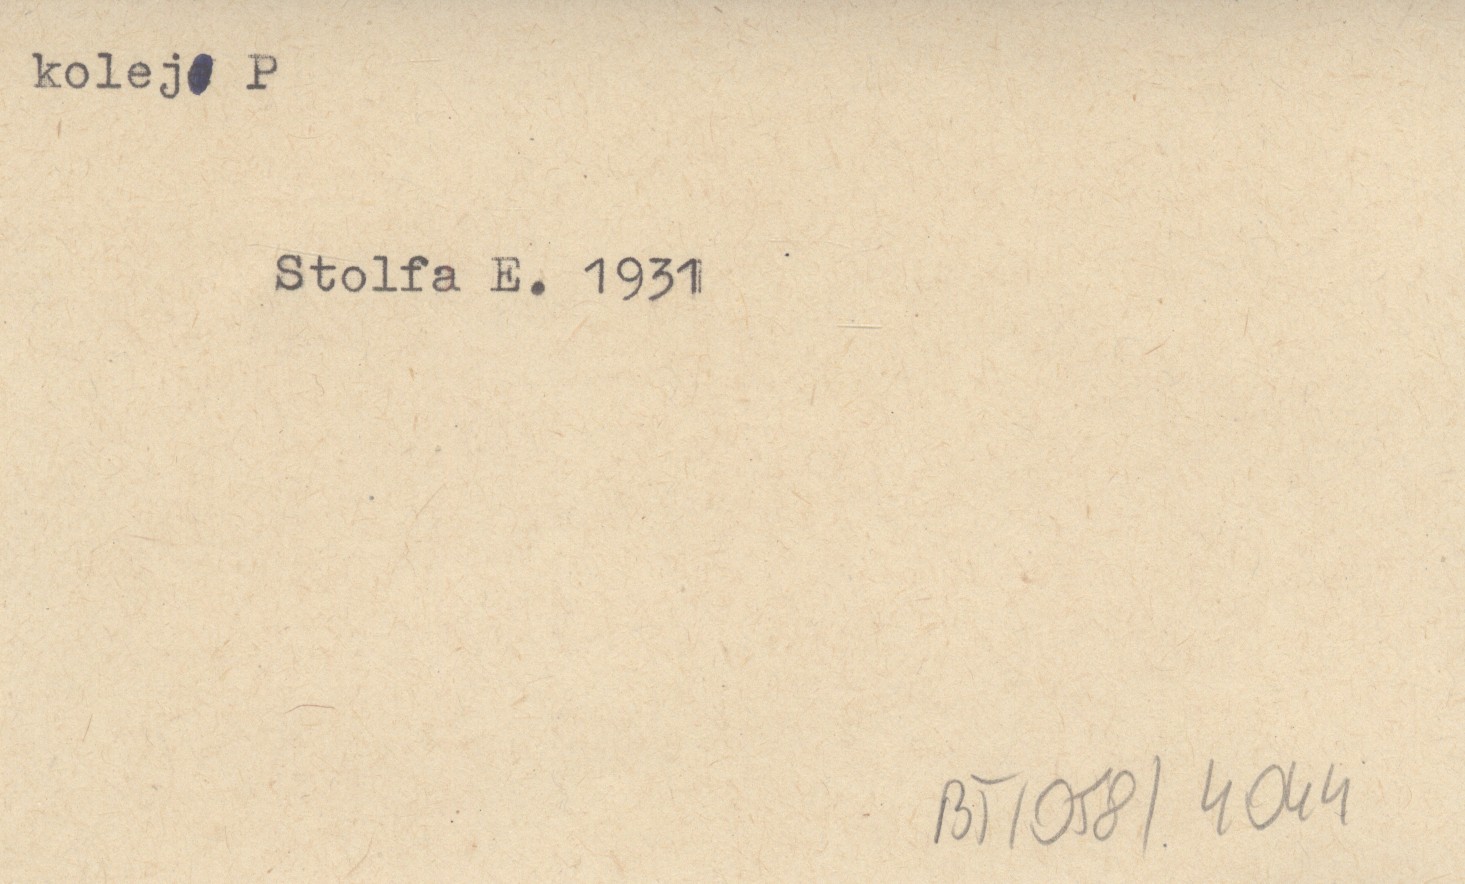 kolej P
Stolfa E. 1931
BT/058/ 4044